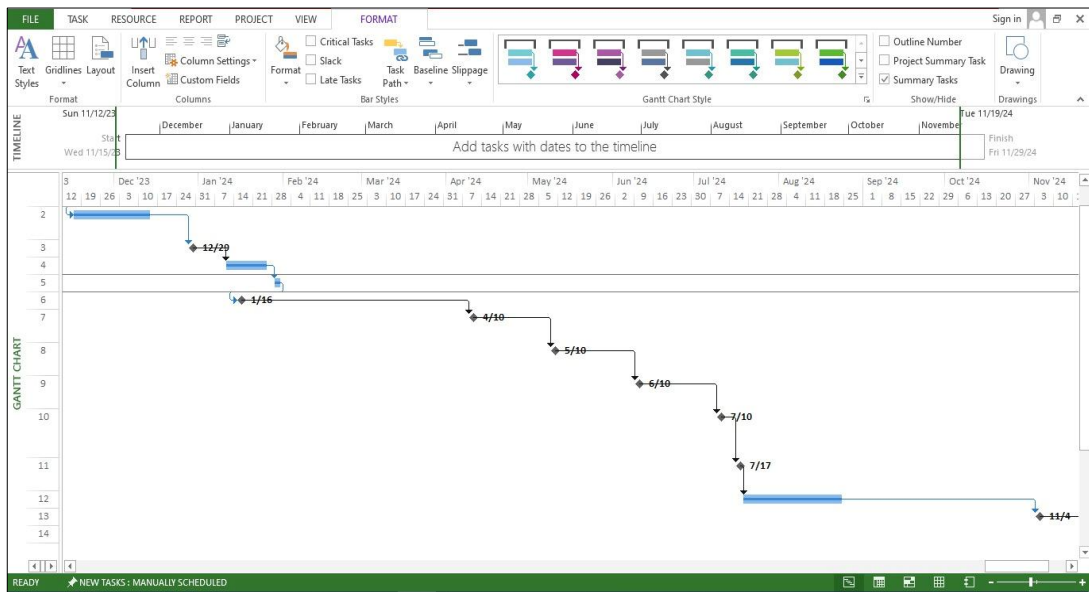 FILE TASK RESOURCE REPORT PROJECT VIEW FORMAT Sign in
Text Styles
Gridlines
Layout
Format
Insert Column
Column Settings
Custom Fields
Columns
Format
Critical Tasks
Slack
Late Tasks
Task Path
Baseline
Slippage
Bar Styles
Gantt Chart Style
Outline Number
Project Summary Task
Summary Tasks
Show/Hide
Drawing
Drawings
TIMELINE
Sun 11/12/23
Tue 11/19/24
December January February March April May June July August September October November
Start
Wed 11/15/23
Add tasks with dates to the timeline
Finish
Fri 11/29/24
3 Dec '23 Jan '24 Feb '24 Mar '24 Apr '24 May '24 Jun '24 Jul '24 Aug '24 Sep '24 Oct '24 Nov '24
12 19 26 3 10 17 24 31 7 14 21 28 4 11 18 25 3 10 17 24 31 7 14 21 28 5 12 19 26 2 9 16 23 30 7 14 21 28 4 11 18 25 1 8 15 22 29 6 13 20 27 3 10
GANTT CHART
2
3 12/29
4
5
6 1/16
7 4/10
8 5/10
9 6/10
10 7/10
11 7/17
12
13 11/4
14
READY NEW TASKS : MANUALLY SCHEDULED